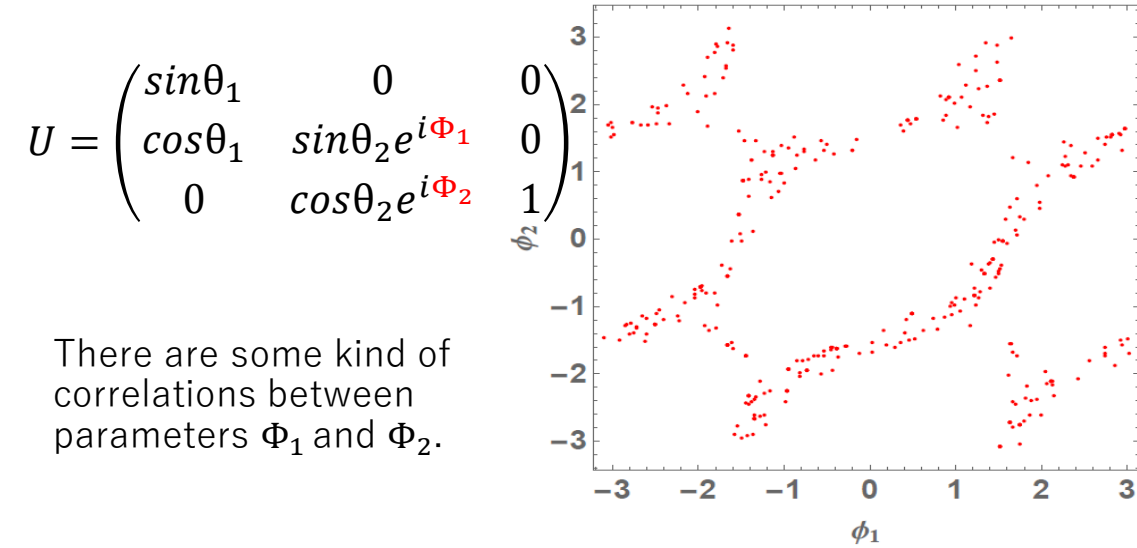 U = ( sinθ₁ 0 0
cosθ₁ sinθ₂e^{iΦ₁} 0
0 cosθ₂e^{iΦ₂} 1 )
There are some kind of
correlations between
parameters Φ₁ and Φ₂.
3
2
1
0
−1
−2
−3
ϕ₂
−3 −2 −1 0 1 2 3
ϕ₁